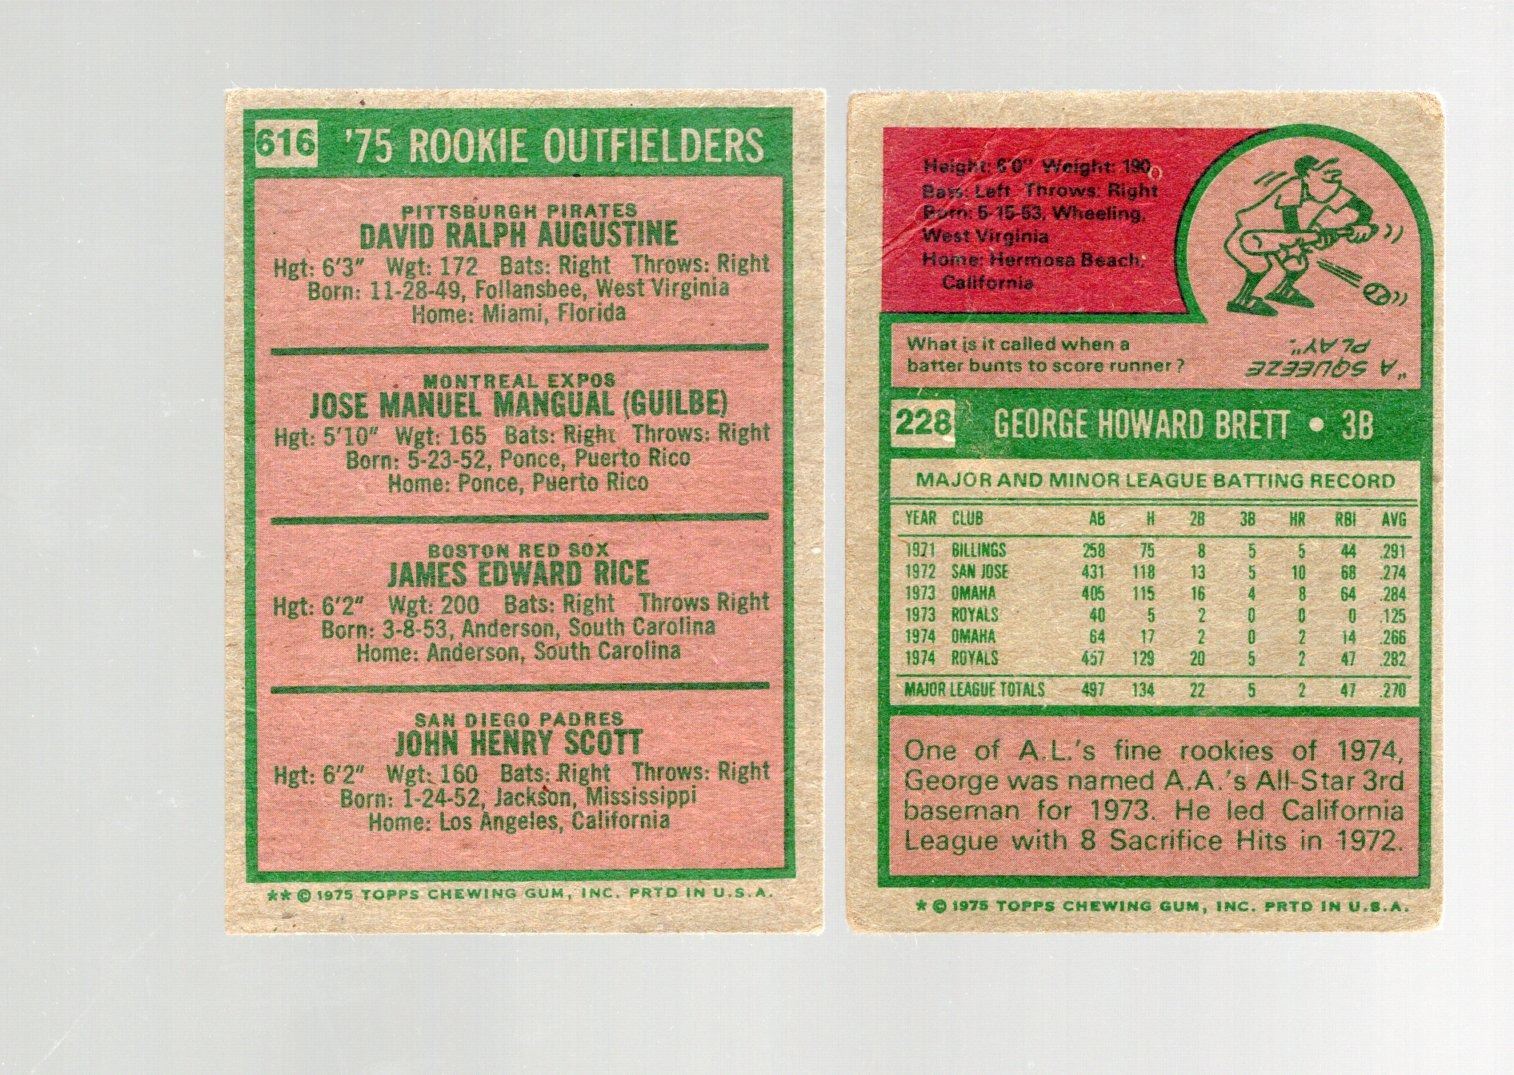 616 '75 ROOKIE OUTFIELDERS
PITTSBURGH PIRATES
DAVID RALPH AUGUSTINE
Hgt: 6'3" Wgt: 172 Bats: Right Throws: Right
Born: 11-28-49, Follansbee, West Virginia
Home: Miami, Florida
MONTREAL EXPOS
JOSE MANUEL MANGUAL (GUILBE)
Hgt: 5'10" Wgt: 165 Bats: Right Throws: Right
Born: 5-23-52, Ponce, Puerto Rico
Home: Ponce, Puerto Rico
BOSTON RED SOX
JAMES EDWARD RICE
Hgt: 6'2" Wgt: 200 Bats: Right Throws Right
Born: 3-8-53, Anderson, South Carolina
Home: Anderson, South Carolina
SAN DIEGO PADRES
JOHN HENRY SCOTT
Hgt: 6'2" Wgt: 160 Bats: Right Throws: Right
Born: 1-24-52, Jackson, Mississippi
Home: Los Angeles, California
** © 1975 TOPPS CHEWING GUM, INC. PRTD IN U.S.A.
Height: 6'0" Weight: 190
Bats: Left Throws: Right
Born: 5-15-53, Wheeling,
West Virginia
Home: Hermosa Beach,
California
What is it called when a
batter bunts to score runner?
"A SQUEEZE
PLAY".
228 GEORGE HOWARD BRETT • 3B
MAJOR AND MINOR LEAGUE BATTING RECORD
YEAR CLUB AB H 2B 3B HR RBI AVG
1971 BILLINGS 258 75 8 5 5 44 .291
1972 SAN JOSE 431 118 13 5 10 68 .274
1973 OMAHA 405 115 16 4 8 64 .284
1973 ROYALS 40 5 2 0 0 0 .125
1974 OMAHA 64 17 2 0 2 14 .266
1974 ROYALS 457 129 20 5 2 47 .282
MAJOR LEAGUE TOTALS 497 134 22 5 2 47 .270
One of A.L.'s fine rookies of 1974,
George was named A.A.'s All-Star 3rd
baseman for 1973. He led California
League with 8 Sacrifice Hits in 1972.
* © 1975 TOPPS CHEWING GUM, INC. PRTD IN U.S.A.